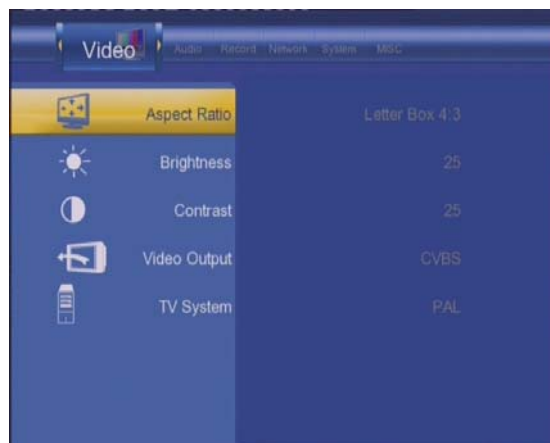 Video Audio Record Network System MISC
Aspect Ratio Letter Box 4:3
Brightness 25
Contrast 25
Video Output CVBS
TV System PAL